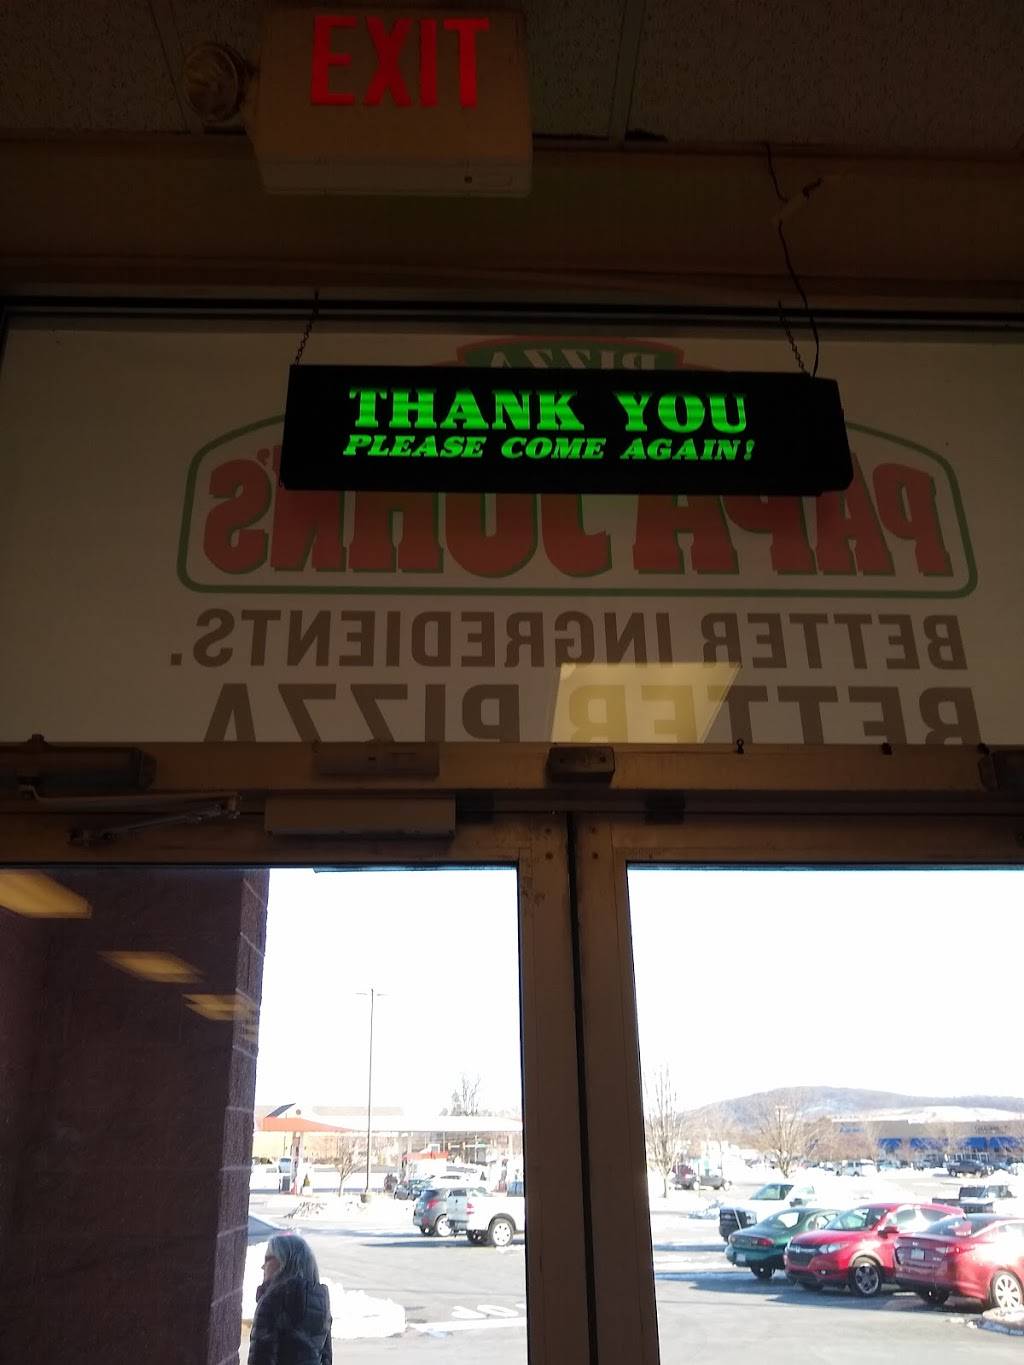 EXIT
PIZZA
THANK YOU
PLEASE COME AGAIN!
PAPA JOHN'S
BETTER INGREDIENTS.
BETTER PIZZA